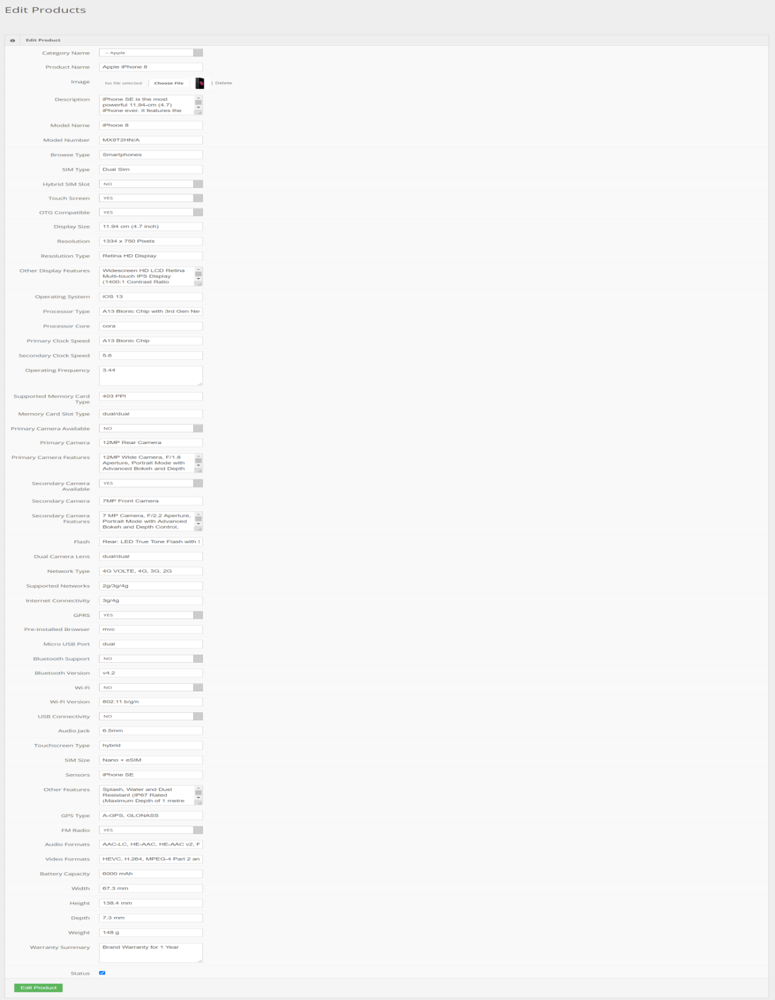 Edit Products
Edit Product
Category Name -- Apple
Product Name Apple iPhone 8
Image No file selected Choose File | Delete
Description iPhone SE is the most
powerful 11.94-cm (4.7)
iPhone ever. It features the
Model Name iPhone 8
Model Number MX9T2HN/A
Browse Type Smartphones
SIM Type Dual Sim
Hybrid SIM Slot NO
Touch Screen YES
OTG Compatible YES
Display Size 11.94 cm (4.7 inch)
Resolution 1334 x 750 Pixels
Resolution Type Retina HD Display
Other Display Features Widescreen HD LCD Retina
Multi-touch IPS Display
(1400:1 Contrast Ratio
Operating System iOS 13
Processor Type A13 Bionic Chip with 3rd Gen Ne
Processor Core cora
Primary Clock Speed A13 Bionic Chip
Secondary Clock Speed 5.6
Operating Frequency 3.44
Supported Memory Card 403 PPI
Type
Memory Card Slot Type dual/dual
Primary Camera Available NO
Primary Camera 12MP Rear Camera
Primary Camera Features 12MP Wide Camera, F/1.8
Aperture, Portrait Mode with
Advanced Bokeh and Depth
Secondary Camera YES
Available
Secondary Camera 7MP Front Camera
Secondary Camera 7 MP Camera, F/2.2 Aperture,
Features Portrait Mode with Advanced
Bokeh and Depth Control,
Flash Rear: LED True Tone Flash with
Dual Camera Lens dual/dual
Network Type 4G VOLTE, 4G, 3G, 2G
Supported Networks 2g/3g/4g
Internet Connectivity 3g/4g
GPRS YES
Pre-installed Browser mvc
Micro USB Port dual
Bluetooth Support NO
Bluetooth Version v4.2
Wi-Fi NO
Wi-Fi Version 802.11 b/g/n
USB Connectivity NO
Audio Jack 6.5mm
Touchscreen Type hybrid
SIM Size Nano + eSIM
Sensors iPhone SE
Other Features Splash, Water and Dust
Resistant (IP67 Rated
(Maximum Depth of 1 metre
GPS Type A-GPS, GLONASS
FM Radio YES
Audio Formats AAC-LC, HE-AAC, HE-AAC v2, F
Video Formats HEVC, H.264, MPEG-4 Part 2 an
Battery Capacity 6000 mAh
Width 67.3 mm
Height 138.4 mm
Depth 7.3 mm
Weight 148 g
Warranty Summary Brand Warranty for 1 Year
Status
Edit Product